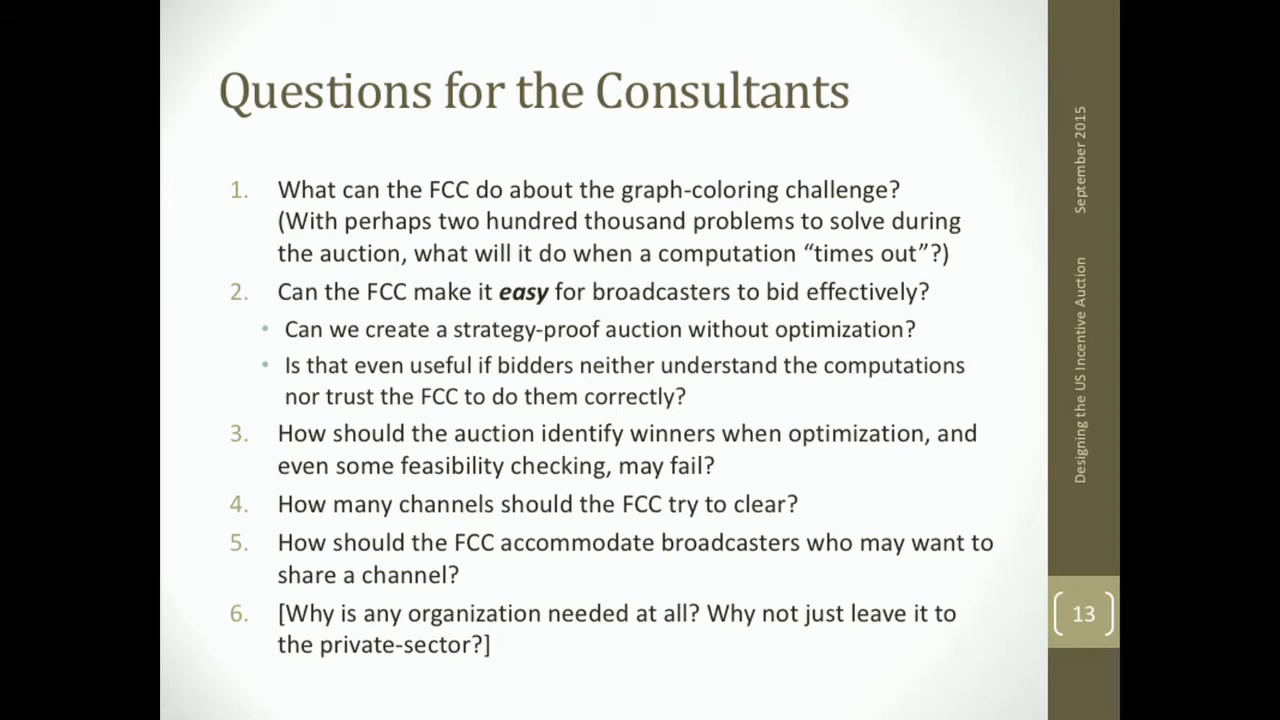 Questions for the Consultants
1. What can the FCC do about the graph-coloring challenge?
(With perhaps two hundred thousand problems to solve during
the auction, what will it do when a computation “times out”?)
2. Can the FCC make it easy for broadcasters to bid effectively?
• Can we create a strategy-proof auction without optimization?
• Is that even useful if bidders neither understand the computations
nor trust the FCC to do them correctly?
3. How should the auction identify winners when optimization, and
even some feasibility checking, may fail?
4. How many channels should the FCC try to clear?
5. How should the FCC accommodate broadcasters who may want to
share a channel?
6. [Why is any organization needed at all? Why not just leave it to
the private-sector?]
Designing the US Incentive Auction September 2015
13